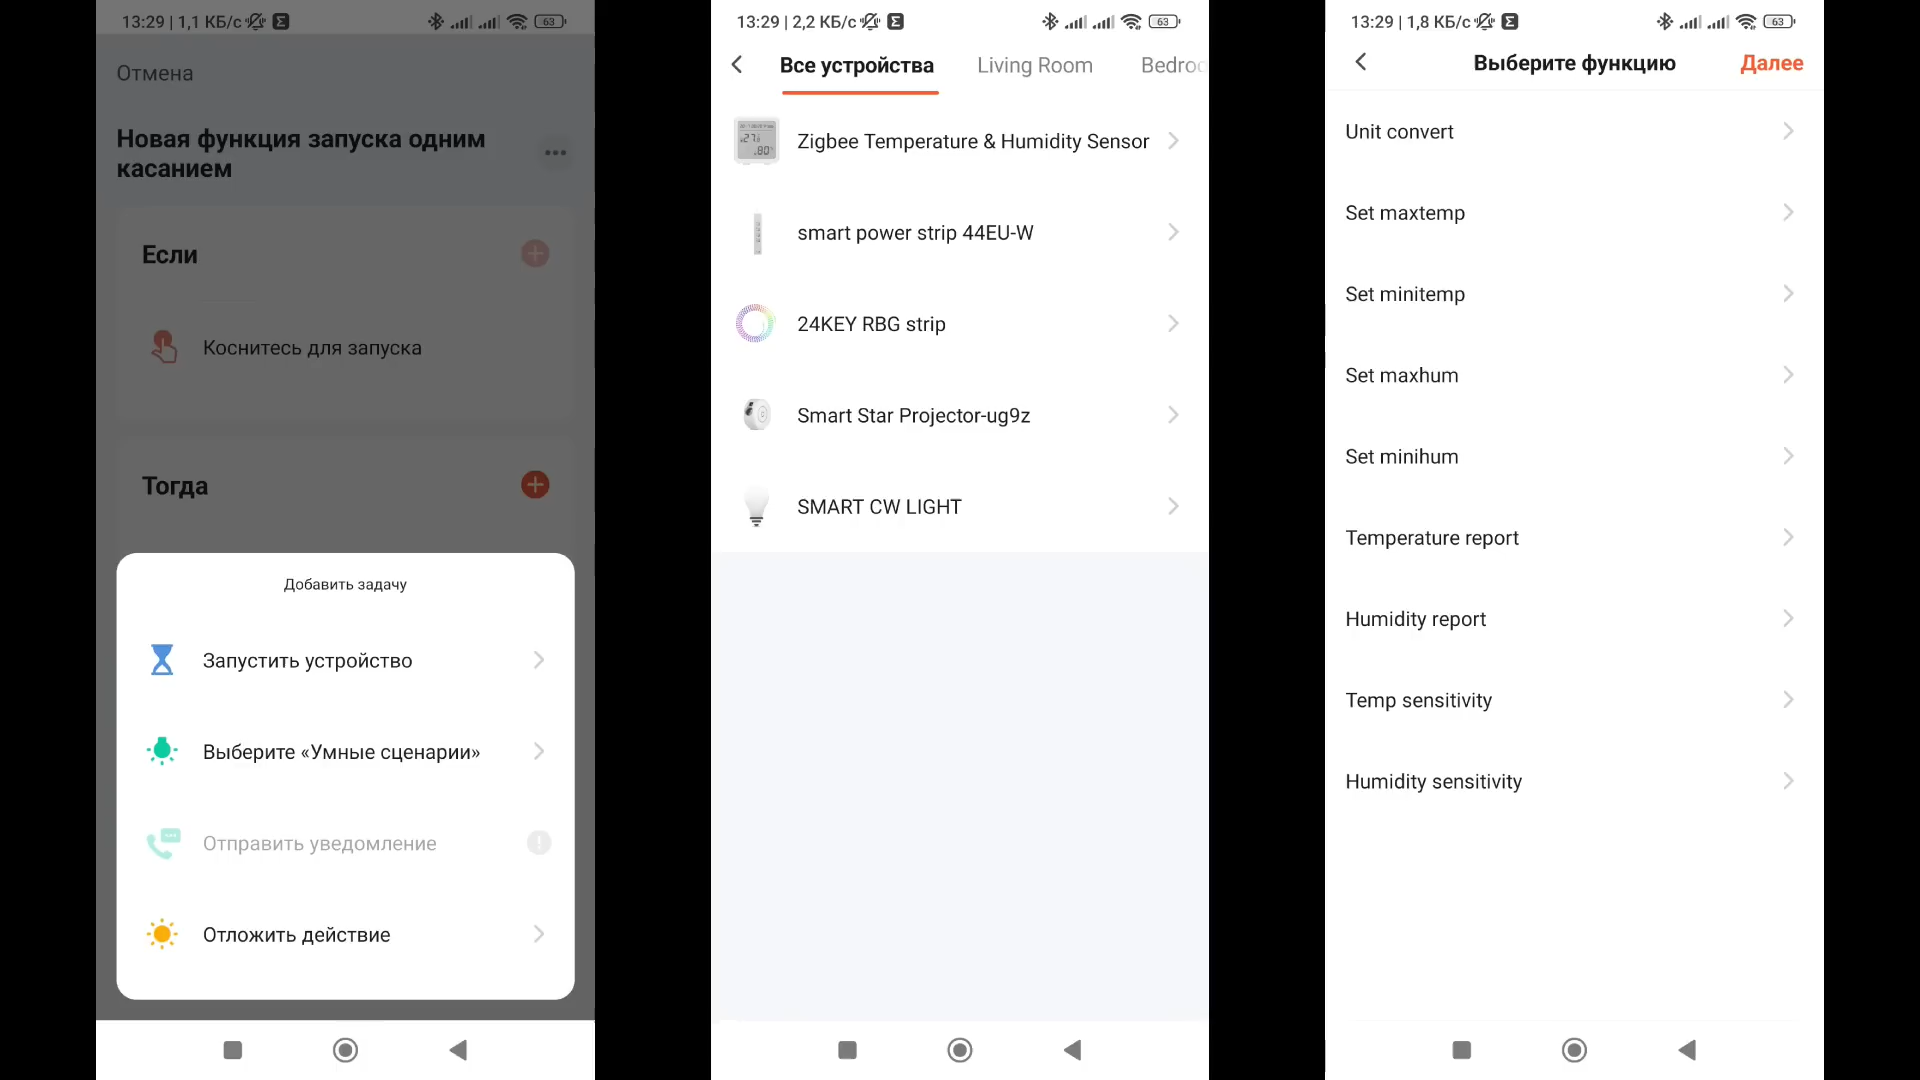 13:29 | 1,1 КБ/с
63
Отмена
Новая функция запуска одним
касанием
Если
Коснитесь для запуска
Тогда
Добавить задачу
Запустить устройство
Выберите «Умные сценарии»
Отправить уведомление
Отложить действие
13:29 | 2,2 КБ/с
63
Все устройства
Living Room
Zigbee Temperature & Humidity Sensor
smart power strip 44EU-W
24KEY RBG strip
Smart Star Projector-ug9z
SMART CW LIGHT
13:29 | 1,8 КБ/с
63
Выберите функцию
Далее
Unit convert
Set maxtemp
Set minitemp
Set maxhum
Set minihum
Temperature report
Humidity report
Temp sensitivity
Humidity sensitivity